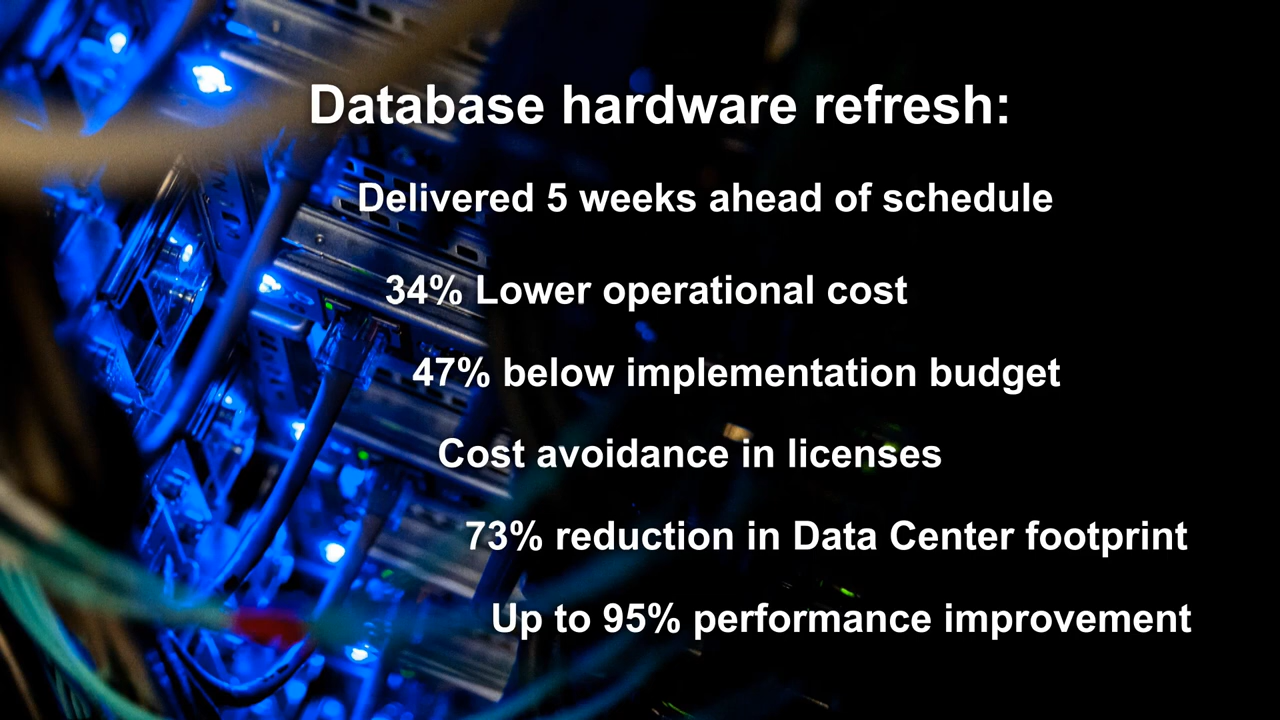 Database hardware refresh:
Delivered 5 weeks ahead of schedule
34% Lower operational cost
47% below implementation budget
Cost avoidance in licenses
73% reduction in Data Center footprint
Up to 95% performance improvement